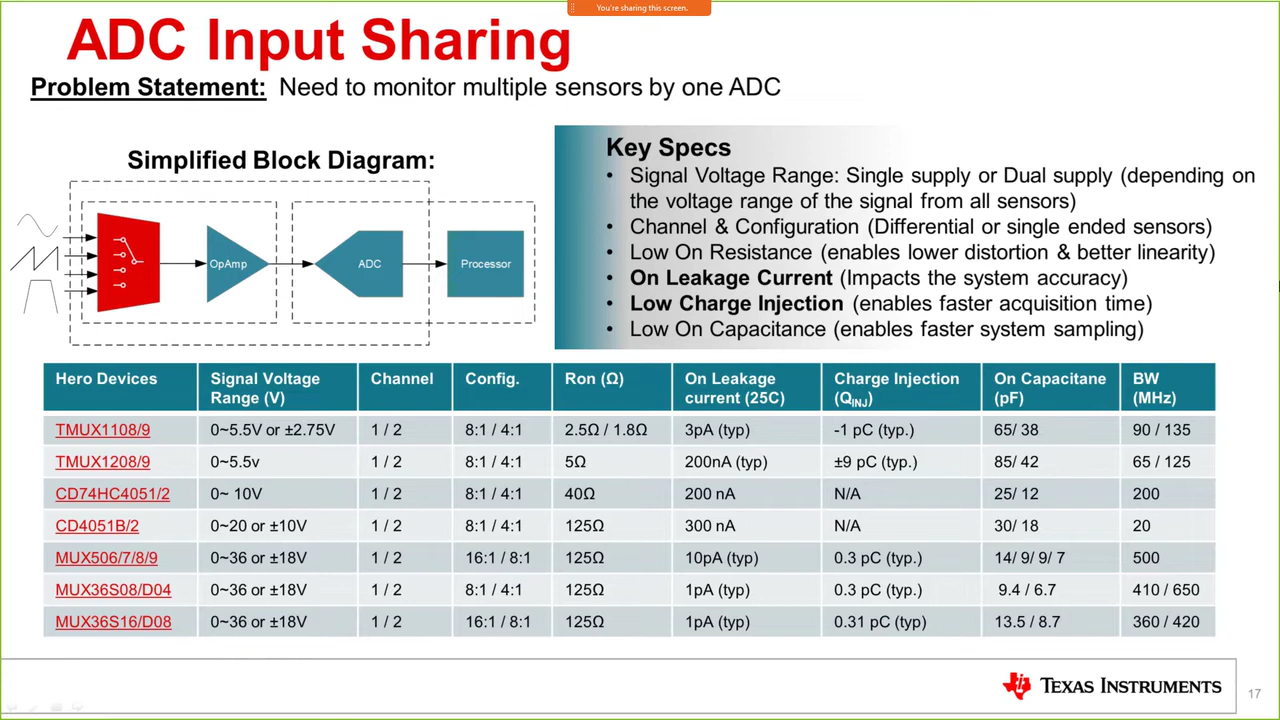 You're sharing this screen.
ADC Input Sharing
Problem Statement: Need to monitor multiple sensors by one ADC
Simplified Block Diagram:
OpAmp
ADC
Processor
Key Specs
• Signal Voltage Range: Single supply or Dual supply (depending on
the voltage range of the signal from all sensors)
• Channel & Configuration (Differential or single ended sensors)
• Low On Resistance (enables lower distortion & better linearity)
• On Leakage Current (Impacts the system accuracy)
• Low Charge Injection (enables faster acquisition time)
• Low On Capacitance (enables faster system sampling)
Hero Devices Signal Voltage Range (V) Channel Config. Ron (Ω) On Leakage current (25C) Charge Injection (QINJ) On Capacitane (pF) BW (MHz)
TMUX1108/9 0~5.5V or ±2.75V 1 / 2 8:1 / 4:1 2.5Ω / 1.8Ω 3pA (typ) -1 pC (typ.) 65/ 38 90 / 135
TMUX1208/9 0~5.5v 1 / 2 8:1 / 4:1 5Ω 200nA (typ) ±9 pC (typ.) 85/ 42 65 / 125
CD74HC4051/2 0~ 10V 1 / 2 8:1 / 4:1 40Ω 200 nA N/A 25/ 12 200
CD4051B/2 0~20 or ±10V 1 / 2 8:1 / 4:1 125Ω 300 nA N/A 30/ 18 20
MUX506/7/8/9 0~36 or ±18V 1 / 2 16:1 / 8:1 125Ω 10pA (typ) 0.3 pC (typ.) 14/ 9/ 9/ 7 500
MUX36S08/D04 0~36 or ±18V 1 / 2 8:1 / 4:1 125Ω 1pA (typ) 0.3 pC (typ.) 9.4 / 6.7 410 / 650
MUX36S16/D08 0~36 or ±18V 1 / 2 16:1 / 8:1 125Ω 1pA (typ) 0.31 pC (typ) 13.5 / 8.7 360 / 420
TEXAS INSTRUMENTS
17